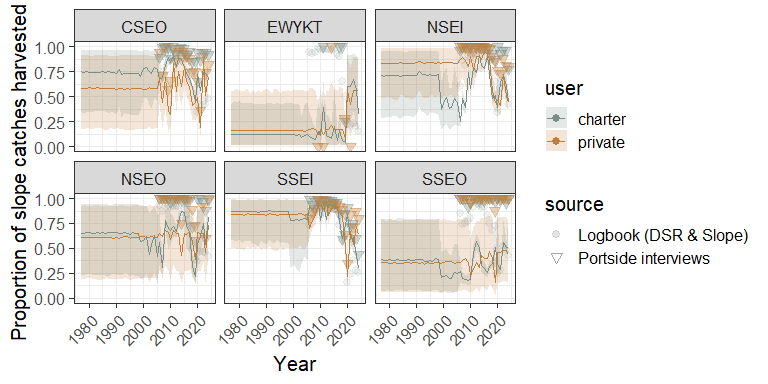 Proportion of slope catches harvested
CSEO
EWYKT
NSEI
1.00
0.75
0.50
0.25
0.00
NSEO
SSEI
SSEO
1.00
0.75
0.50
0.25
0.00
1980 1990 2000 2010 2020
1980 1990 2000 2010 2020
1980 1990 2000 2010 2020
Year
user
charter
private
source
Logbook (DSR & Slope)
Portside interviews